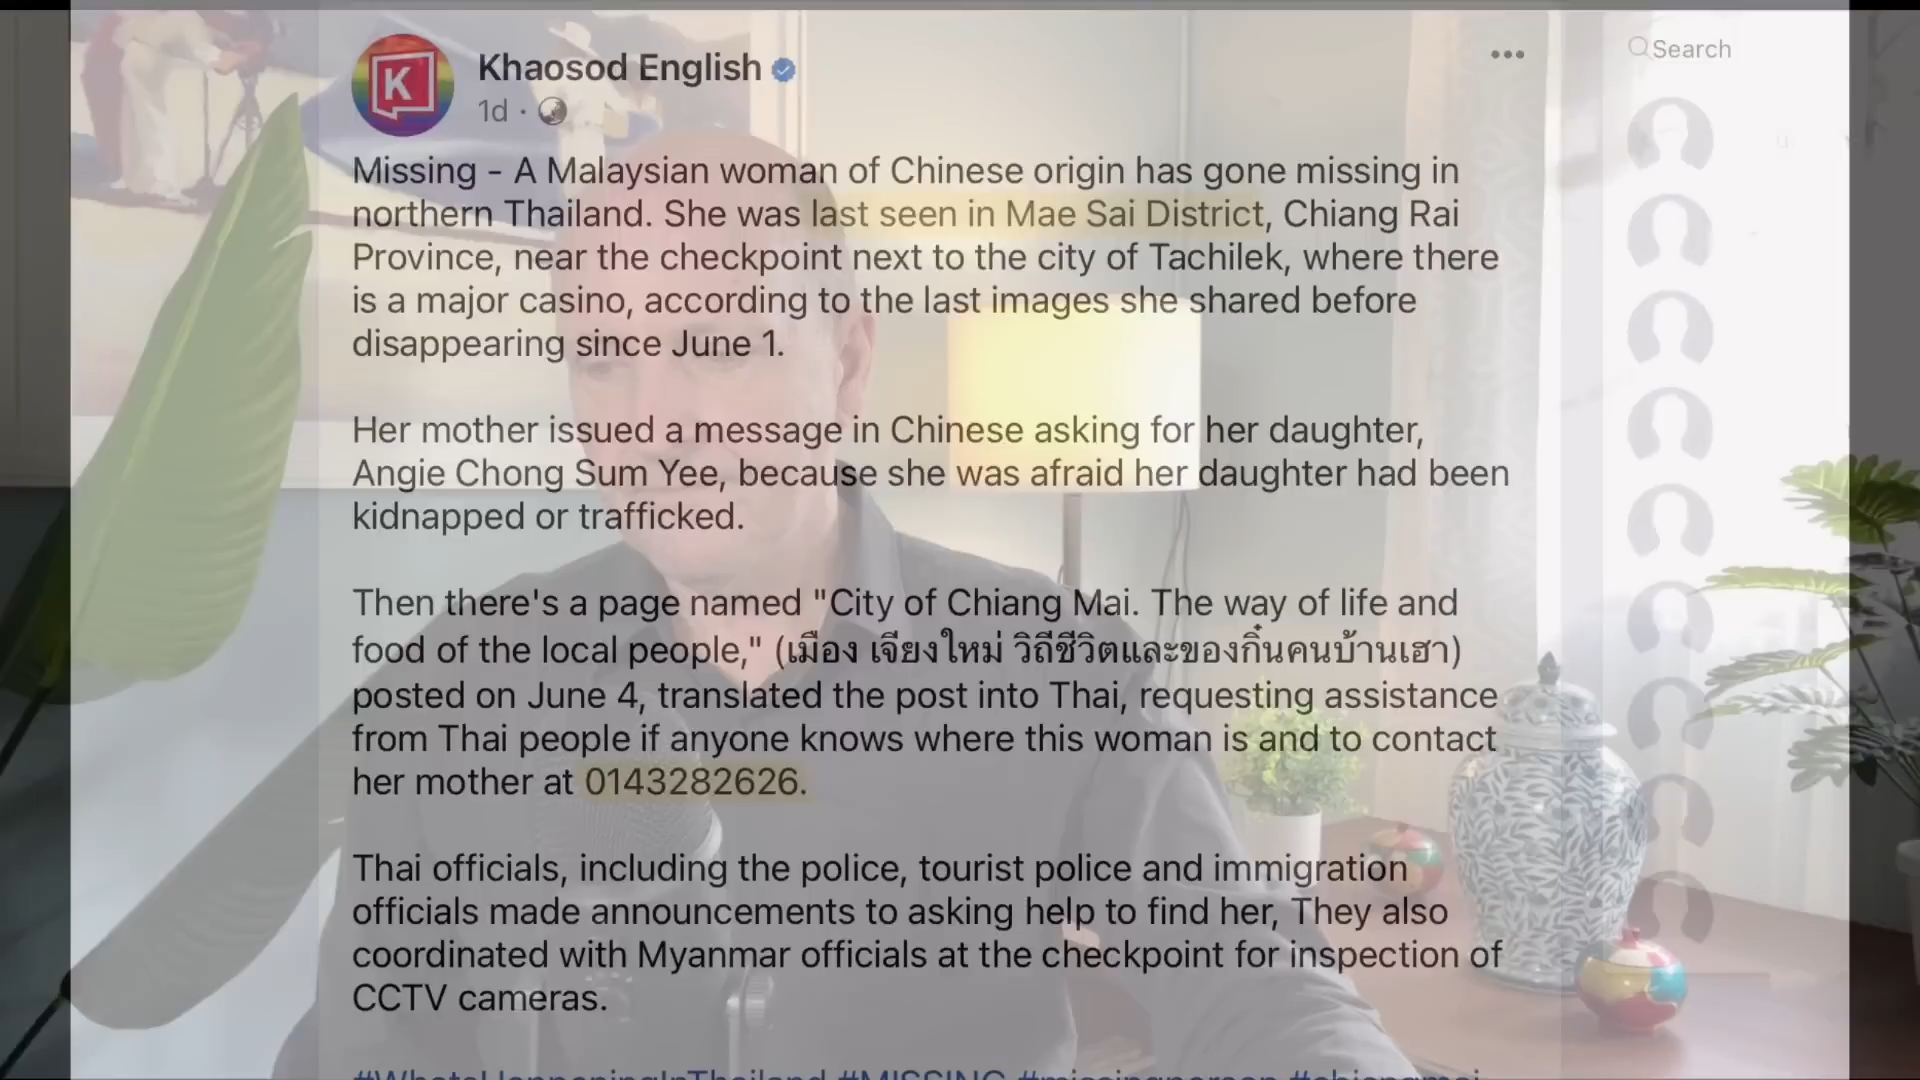 Khaosod English
1d ·
Search
Missing - A Malaysian woman of Chinese origin has gone missing in
northern Thailand. She was last seen in Mae Sai District, Chiang Rai
Province, near the checkpoint next to the city of Tachilek, where there
is a major casino, according to the last images she shared before
disappearing since June 1.
Her mother issued a message in Chinese asking for her daughter,
Angie Chong Sum Yee, because she was afraid her daughter had been
kidnapped or trafficked.
Then there's a page named "City of Chiang Mai. The way of life and
food of the local people," (เมือง เจียงใหม่ วิถีชีวิตและของกิ๋นคนบ้านเฮา)
posted on June 4, translated the post into Thai, requesting assistance
from Thai people if anyone knows where this woman is and to contact
her mother at 0143282626.
Thai officials, including the police, tourist police and immigration
officials made announcements to asking help to find her, They also
coordinated with Myanmar officials at the checkpoint for inspection of
CCTV cameras.
#WhatsHappeningInThailand #MISSING #missingperson #chiangmai